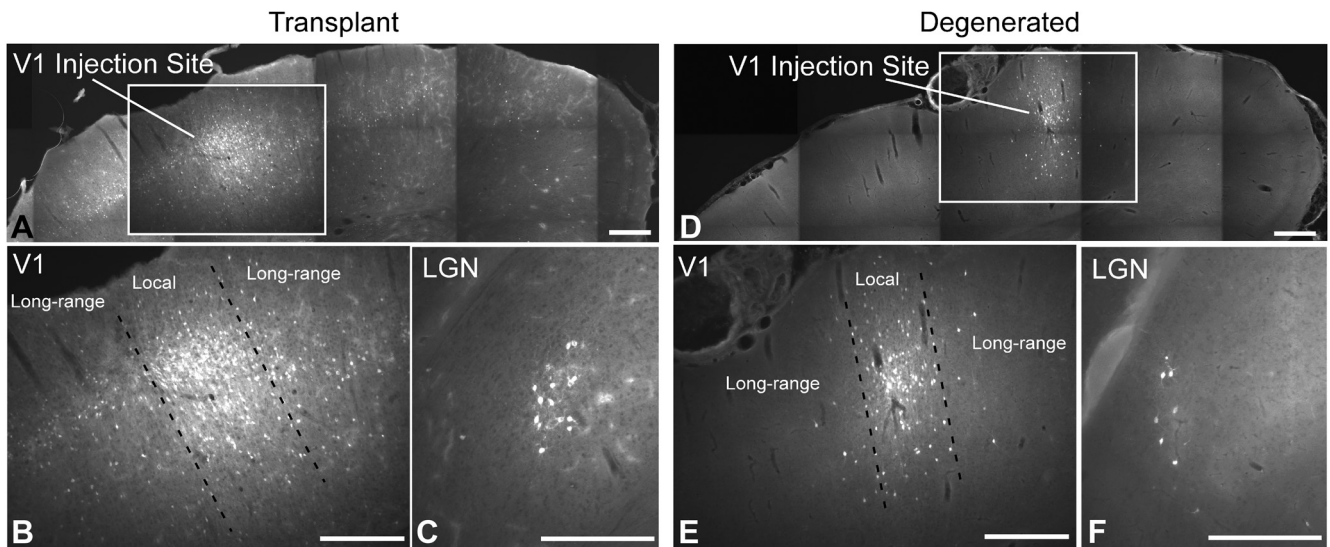 Transplant
Degenerated
V1 Injection Site
A
V1 Injection Site
D
V1
Long-range
Local
Long-range
B
LGN
C
V1
Local
Long-range
Long-range
E
LGN
F